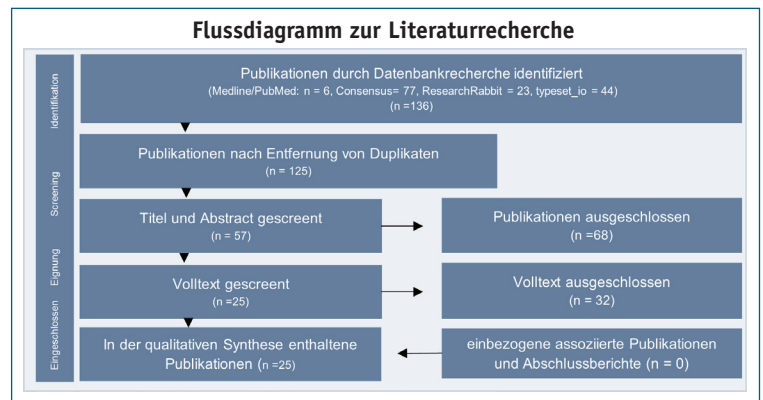 Flussdiagramm zur Literaturrecherche
Identifikation
Publikationen durch Datenbankrecherche identifiziert
(Medline/PubMed: n = 6, Consensus= 77, ResearchRabbit = 23, typeset_io = 44)
(n =136)
Screening
Publikationen nach Entfernung von Duplikaten
(n = 125)
Titel und Abstract gescreent
(n = 57)
Publikationen ausgeschlossen
(n =68)
Eignung
Volltext gescreent
(n =25)
Volltext ausgeschlossen
(n = 32)
Eingeschlossen
In der qualitativen Synthese enthaltene
Publikationen (n =25)
einbezogene assoziierte Publikationen
und Abschlussberichte (n = 0)